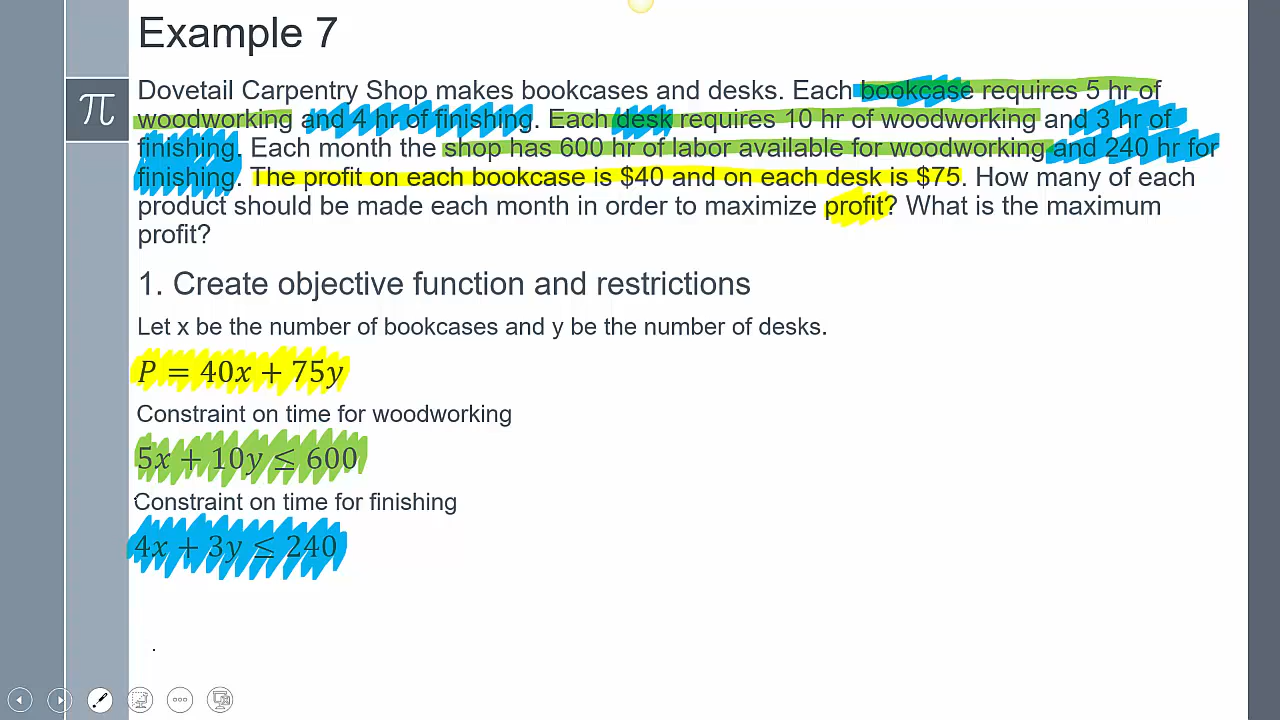 Example 7
π
Dovetail Carpentry Shop makes bookcases and desks. Each bookcase requires 5 hr of
woodworking and 4 hr of finishing. Each desk requires 10 hr of woodworking and 3 hr of
finishing. Each month the shop has 600 hr of labor available for woodworking and 240 hr for
finishing. The profit on each bookcase is $40 and on each desk is $75. How many of each
product should be made each month in order to maximize profit? What is the maximum
profit?
1. Create objective function and restrictions
Let x be the number of bookcases and y be the number of desks.
P = 40x + 75y
Constraint on time for woodworking
5x + 10y ≤ 600
Constraint on time for finishing
4x + 3y ≤ 240